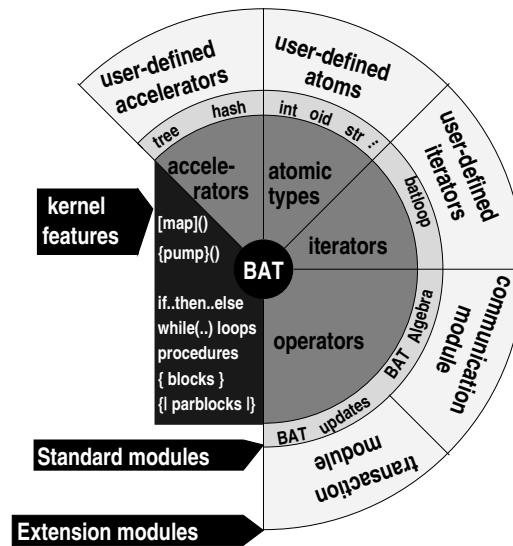 user-defined
accelerators
user-defined
atoms
user-defined
iterators
communication
module
transaction
module
tree hash
int oid str ..
batloop
BAT Algebra
BAT updates
accele-
rators
atomic
types
iterators
operators
BAT
kernel
features
[map]()
{pump}()
if..then..else
while(..) loops
procedures
{ blocks }
{| parblocks |}
Standard modules
Extension modules